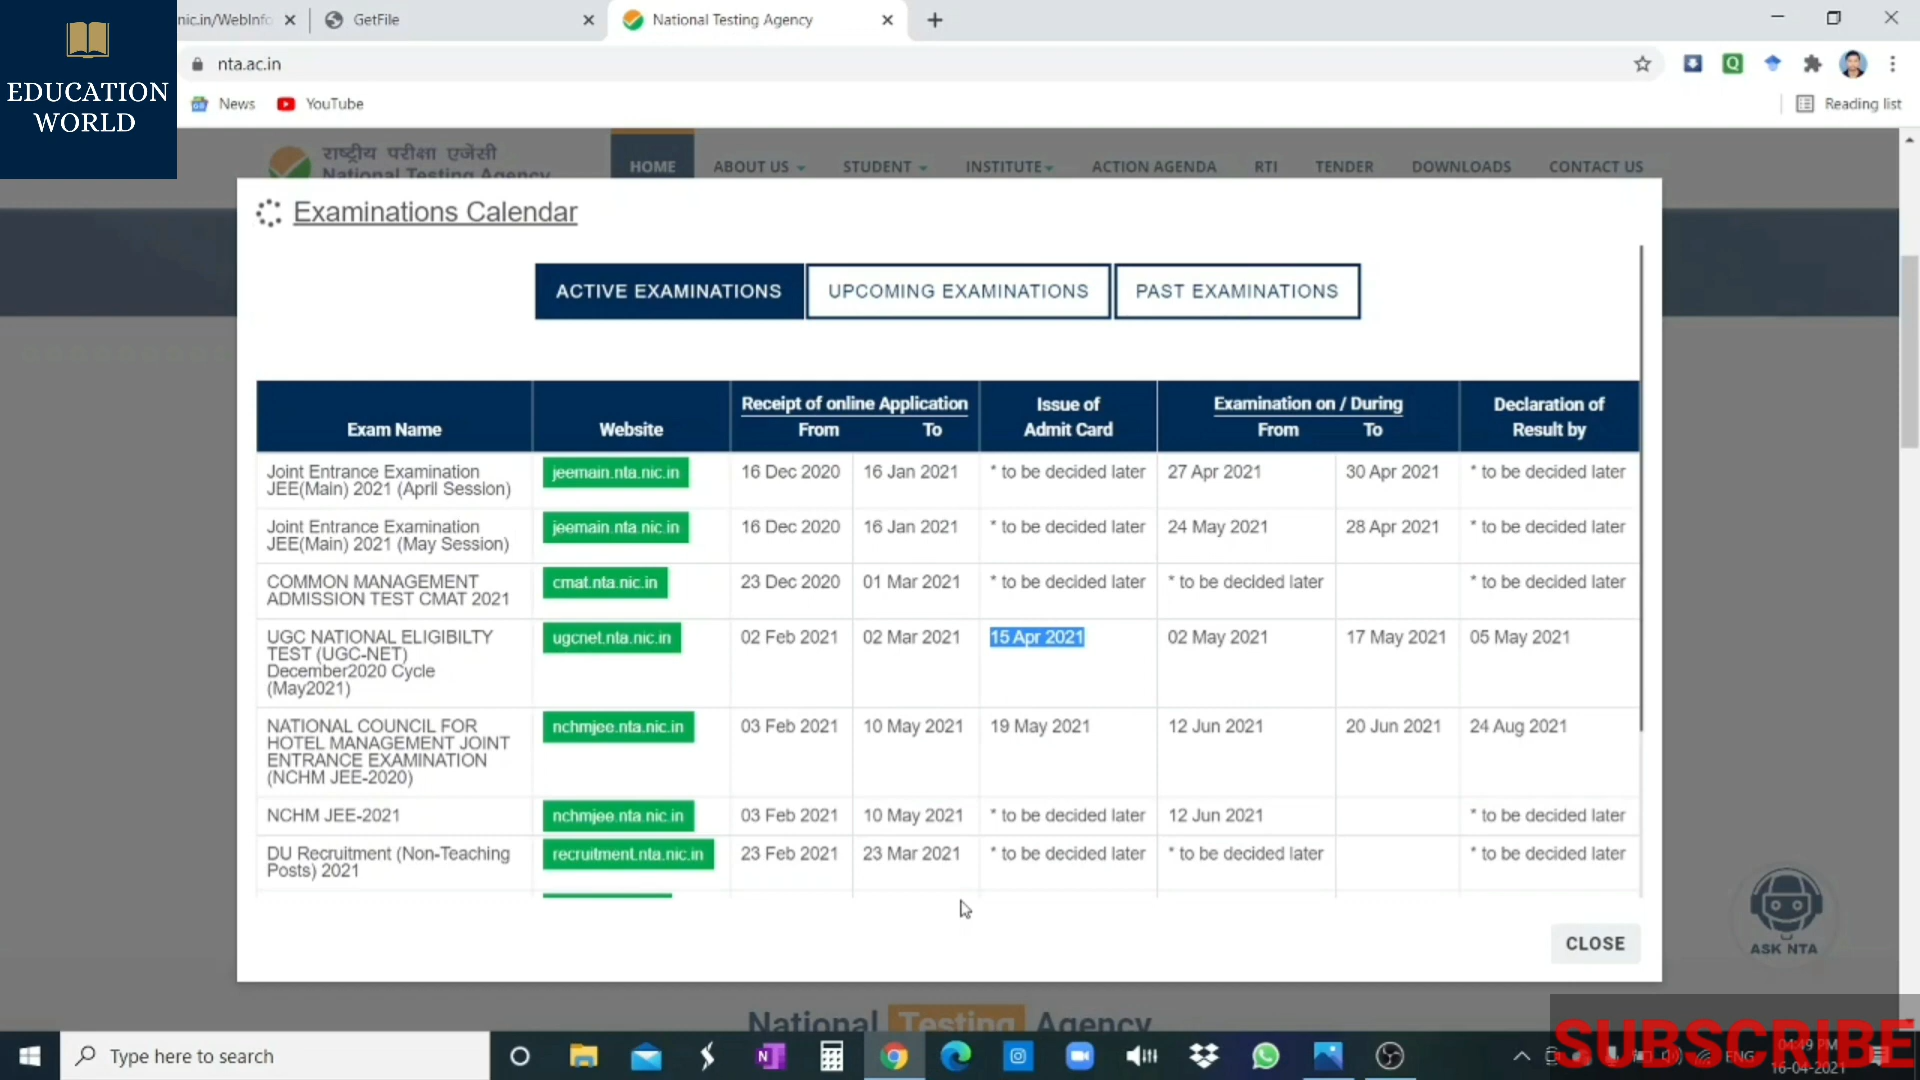 nic.in/WebInfo
GetFile
National Testing Agency
EDUCATION
WORLD
nta.ac.in
News
YouTube
Reading list
राष्ट्रीय परीक्षा एजेंसी
National Testing Agency
HOME
ABOUT US
STUDENT
INSTITUTE
ACTION AGENDA
RTI
TENDER
DOWNLOADS
CONTACT US
Examinations Calendar
ACTIVE EXAMINATIONS
UPCOMING EXAMINATIONS
PAST EXAMINATIONS
Exam Name
Website
Receipt of online Application
From To
Issue of
Admit Card
Examination on / During
From To
Declaration of
Result by
Joint Entrance Examination
JEE(Main) 2021 (April Session)
jeemain.nta.nic.in
16 Dec 2020
16 Jan 2021
* to be decided later
27 Apr 2021
30 Apr 2021
* to be decided later
Joint Entrance Examination
JEE(Main) 2021 (May Session)
jeemain.nta.nic.in
16 Dec 2020
16 Jan 2021
* to be decided later
24 May 2021
28 Apr 2021
* to be decided later
COMMON MANAGEMENT
ADMISSION TEST CMAT 2021
cmat.nta.nic.in
23 Dec 2020
01 Mar 2021
* to be decided later
* to be decided later
* to be decided later
UGC NATIONAL ELIGIBILTY
TEST (UGC-NET)
December2020 Cycle
(May2021)
ugcnet.nta.nic.in
02 Feb 2021
02 Mar 2021
15 Apr 2021
02 May 2021
17 May 2021
05 May 2021
NATIONAL COUNCIL FOR
HOTEL MANAGEMENT JOINT
ENTRANCE EXAMINATION
(NCHM JEE-2020)
nchmjee.nta.nic.in
03 Feb 2021
10 May 2021
19 May 2021
12 Jun 2021
20 Jun 2021
24 Aug 2021
NCHM JEE-2021
nchmjee.nta.nic.in
03 Feb 2021
10 May 2021
* to be decided later
12 Jun 2021
* to be decided later
DU Recruitment (Non-Teaching
Posts) 2021
recruitment.nta.nic.in
23 Feb 2021
23 Mar 2021
* to be decided later
* to be decided later
* to be decided later
CLOSE
ASK NTA
National Testing Agency
Type here to search
SUBSCRIBE
ENG
04:49 PM
16-04-2021